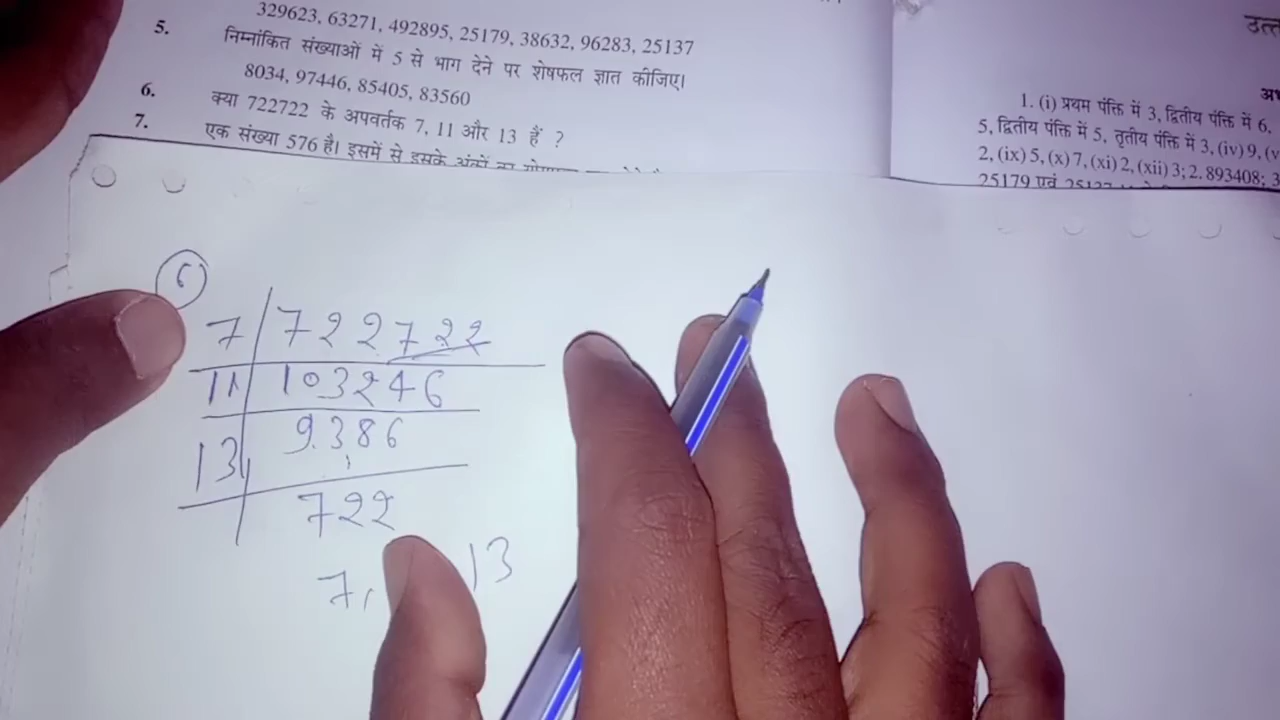 329623, 63271, 492895, 25179, 38632, 96283, 25137
5. निम्नांकित संख्याओं में 5 से भाग देने पर शेषफल ज्ञात कीजिए।
8034, 97446, 85405, 83560
6. क्या 722722 के अपवर्तक 7, 11 और 13 हैं ?
7. एक संख्या 576 है। इसमें से इसके अंकों का
1. (i) प्रथम पंक्ति में 3, द्वितीय पंक्ति में 6,
5, द्वितीय पंक्ति में 5, तृतीय पंक्ति में 3, (iv) 9, (v
2, (ix) 5, (x) 7, (xi) 2, (xii) 3; 2. 893408; 3
25179 एवं 25137
6
7 722722
11 103246
13 9386
722
7, 13